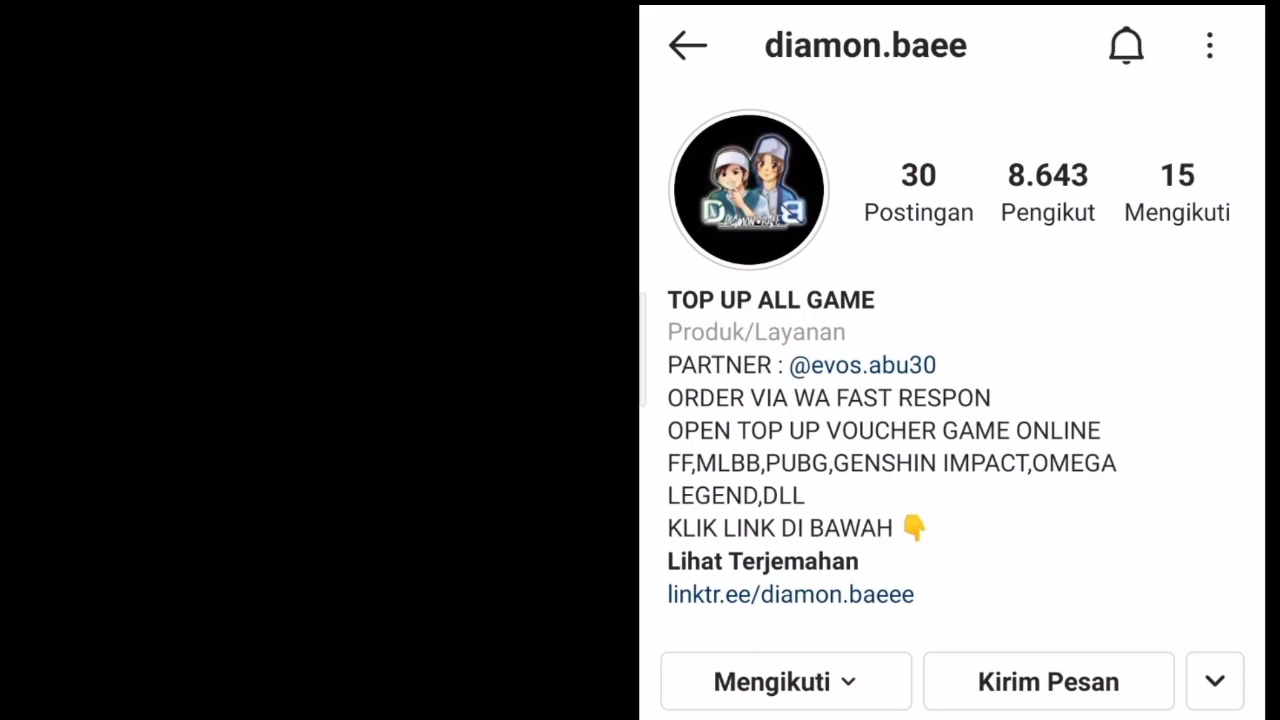 diamon.baee
30
8.643
15
Postingan
Pengikut
Mengikuti
D B
DIAMON BAEE
TOP UP ALL GAME
Produk/Layanan
PARTNER : @evos.abu30
ORDER VIA WA FAST RESPON
OPEN TOP UP VOUCHER GAME ONLINE
FF,MLBB,PUBG,GENSHIN IMPACT,OMEGA
LEGEND,DLL
KLIK LINK DI BAWAH 👇
Lihat Terjemahan
linktr.ee/diamon.baeee
Mengikuti
Kirim Pesan